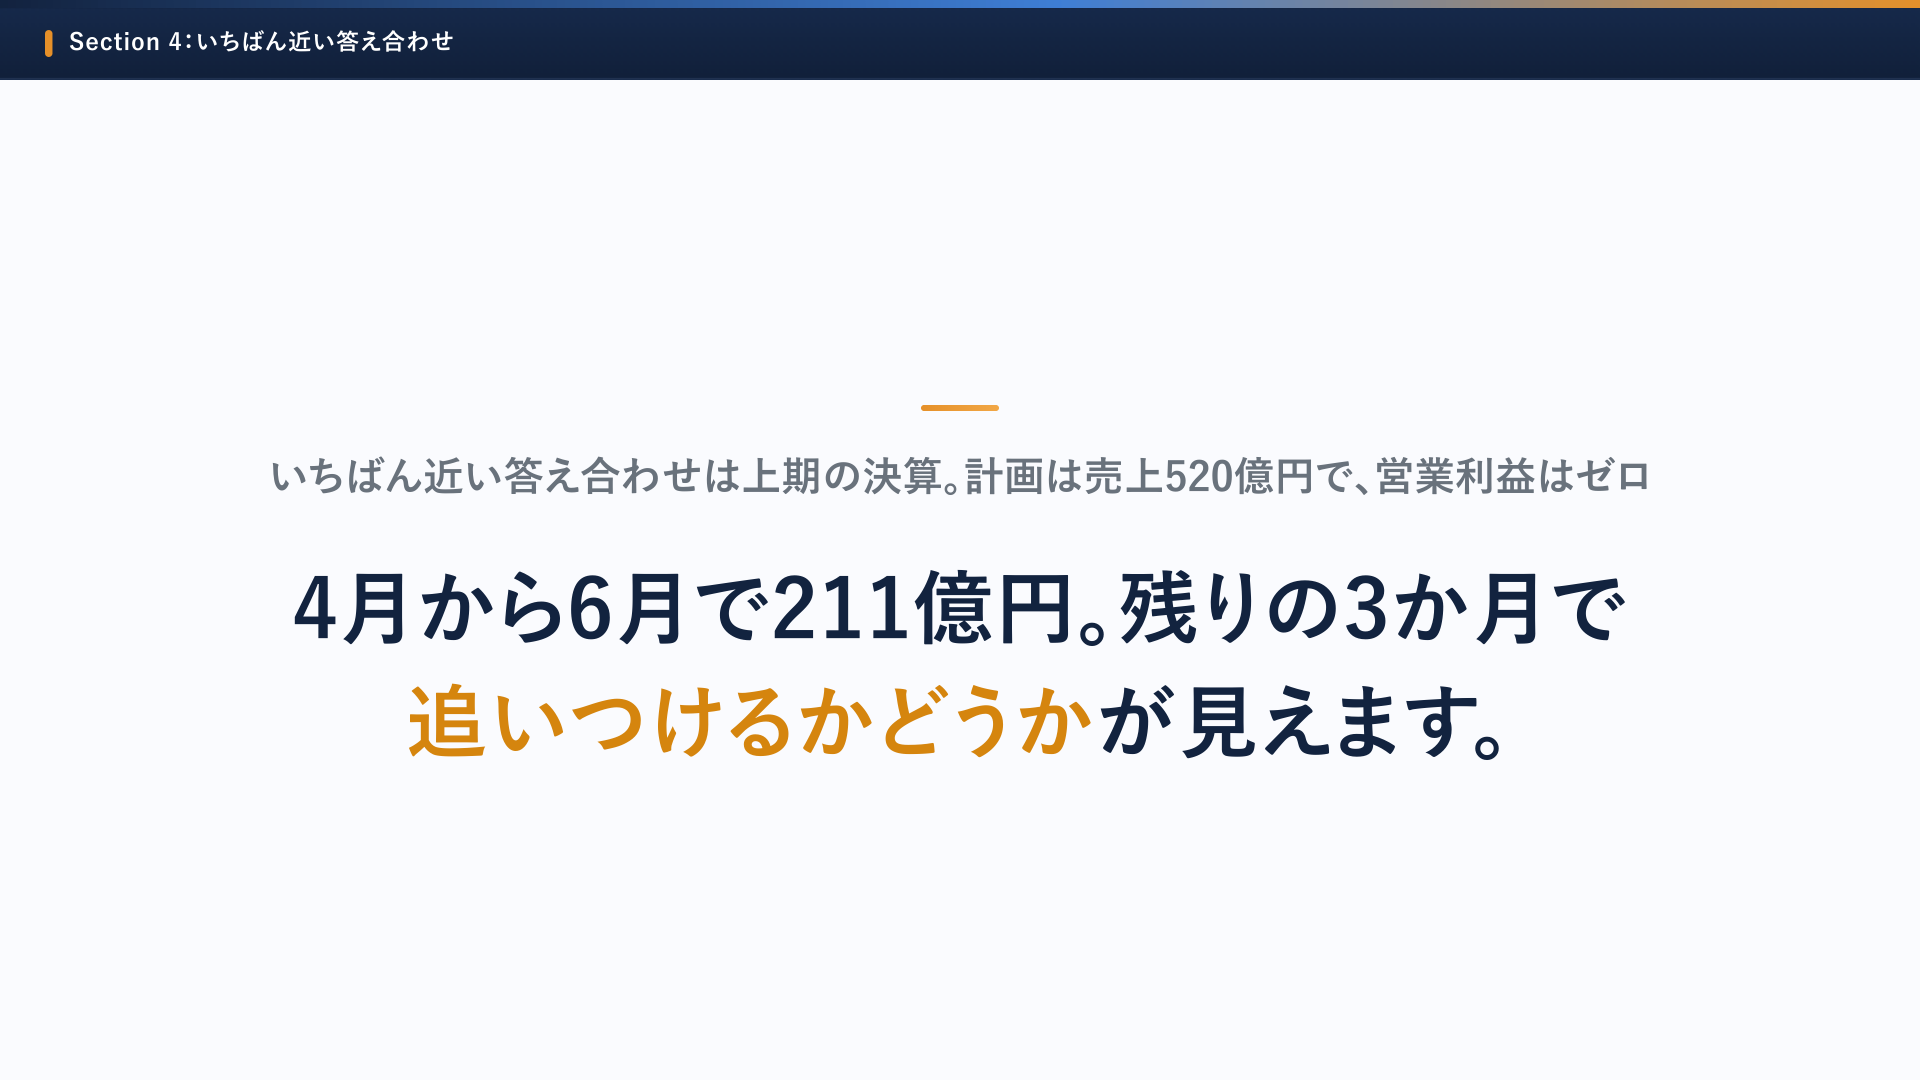 Section 4：いちばん近い答え合わせ
いちばん近い答え合わせは上期の決算。計画は売上520億円で、営業利益はゼロ
4月から6月で211億円。残りの3か月で
追いつけるかどうかが見えます。